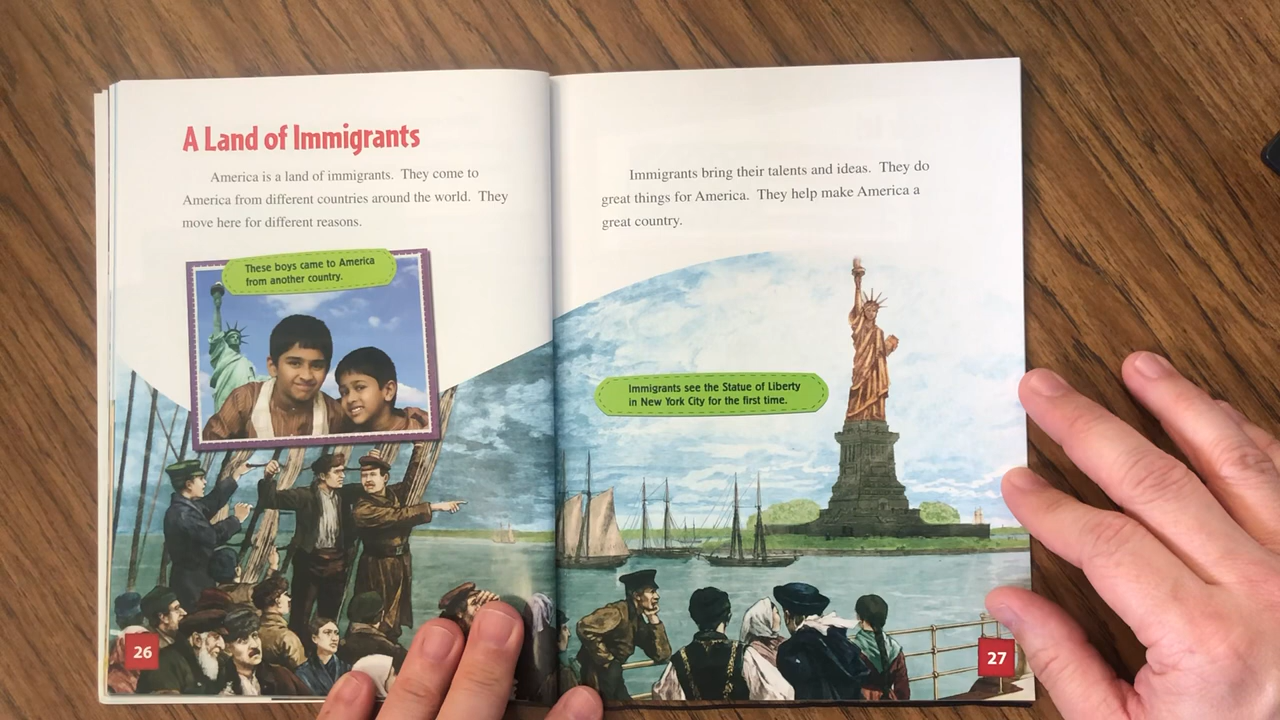 A Land of Immigrants
America is a land of immigrants. They come to
America from different countries around the world. They
move here for different reasons.
These boys came to America
from another country.
26
Immigrants bring their talents and ideas. They do
great things for America. They help make America a
great country.
Immigrants see the Statue of Liberty
in New York City for the first time.
27